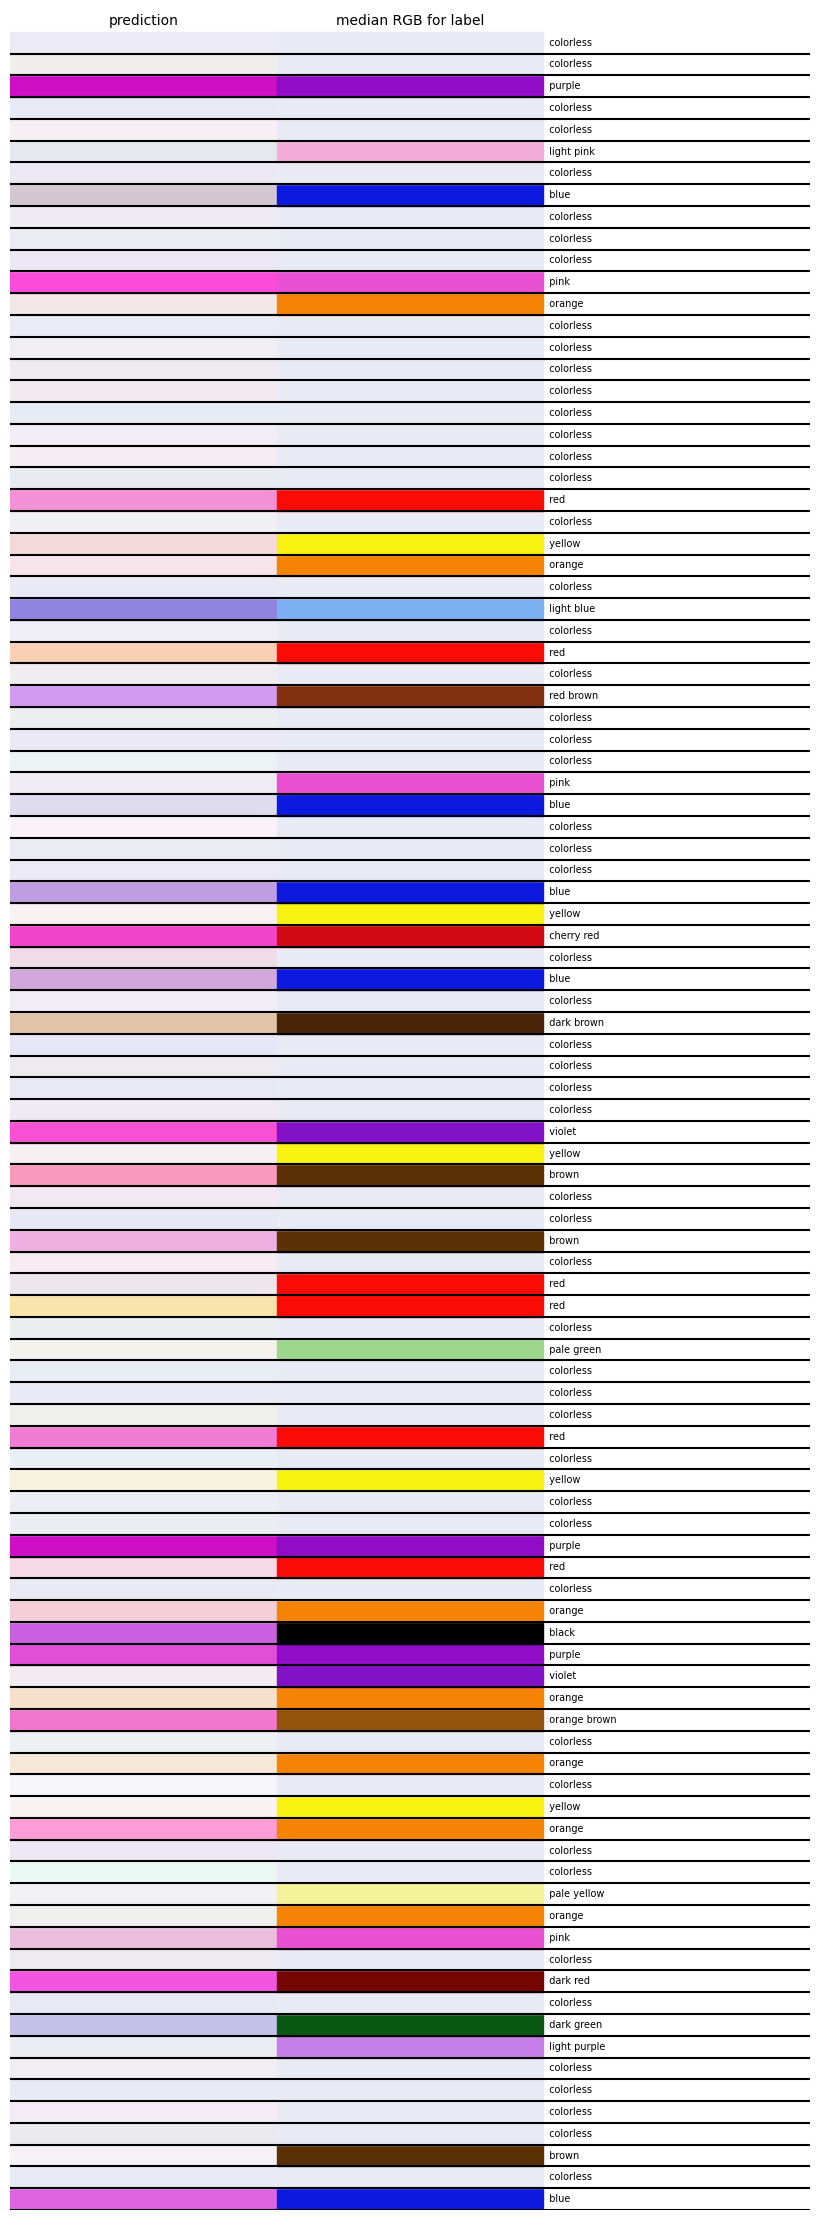 prediction median RGB for label
colorless
colorless
purple
colorless
colorless
light pink
colorless
blue
colorless
colorless
colorless
pink
orange
colorless
colorless
colorless
colorless
colorless
colorless
colorless
colorless
red
colorless
yellow
orange
colorless
light blue
colorless
red
colorless
red brown
colorless
colorless
colorless
pink
blue
colorless
colorless
colorless
blue
yellow
cherry red
colorless
blue
colorless
dark brown
colorless
colorless
colorless
colorless
violet
yellow
brown
colorless
colorless
brown
colorless
red
red
colorless
pale green
colorless
colorless
colorless
red
colorless
yellow
colorless
colorless
purple
red
colorless
orange
black
purple
violet
orange
orange brown
colorless
orange
colorless
yellow
orange
colorless
colorless
pale yellow
orange
pink
colorless
dark red
colorless
dark green
light purple
colorless
colorless
colorless
colorless
brown
colorless
blue